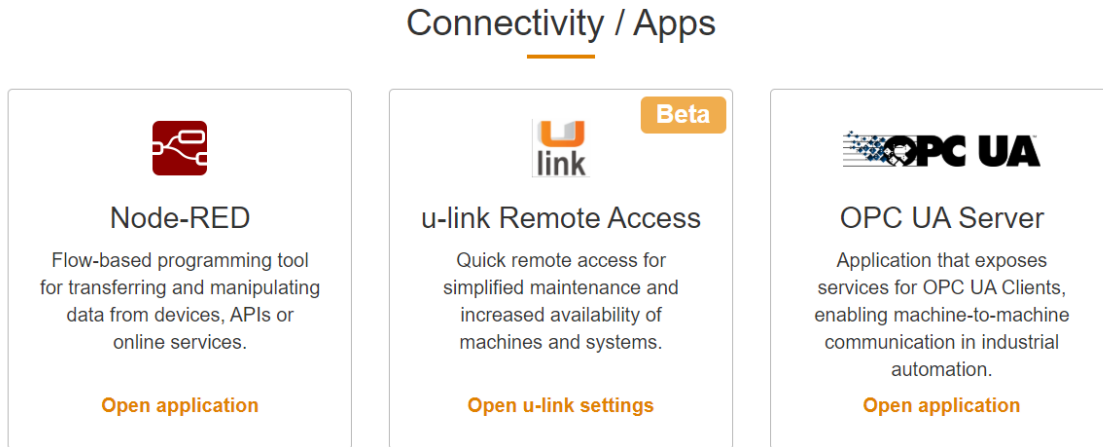 Connectivity / Apps
Node-RED
Flow-based programming tool
for transferring and manipulating
data from devices, APIs or
online services.
Open application
Beta
u link
u-link Remote Access
Quick remote access for
simplified maintenance and
increased availability of
machines and systems.
Open u-link settings
OPC UA
OPC UA Server
Application that exposes
services for OPC UA Clients,
enabling machine-to-machine
communication in industrial
automation.
Open application